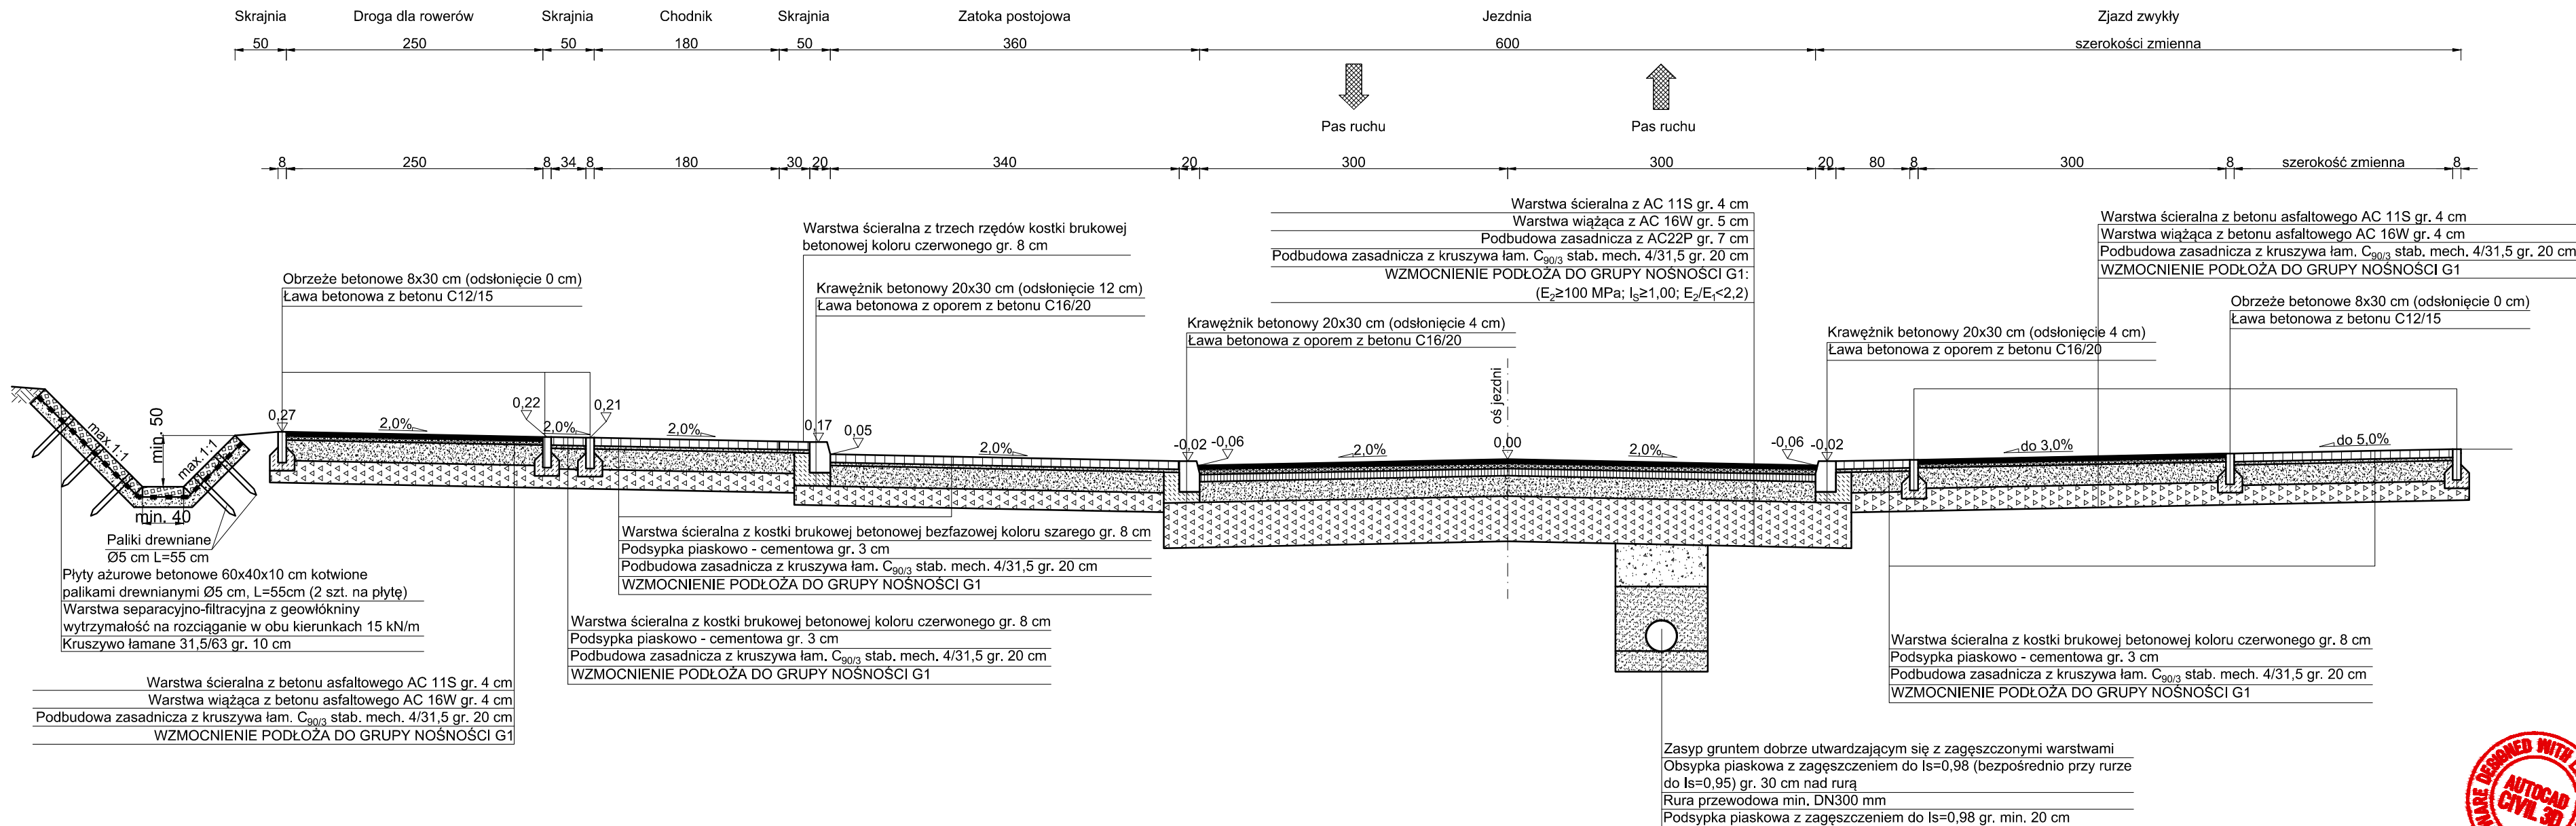 Skrajnia Droga dla rowerów Skrajnia Chodnik Skrajnia Zatoka postojowa Jezdnia Zjazd zwykły
50 250 50 180 50 360 600 szerokości zmienna
Pas ruchu Pas ruchu
8 250 8 34 8 180 30 20 340 20 300 300 20 80 8 300 8 szerokość zmienna 8
Obrzeże betonowe 8x30 cm (odsłonięcie 0 cm)
Ława betonowa z betonu C12/15
Warstwa ścieralna z trzech rzędów kostki brukowej
betonowej koloru czerwonego gr. 8 cm
Krawężnik betonowy 20x30 cm (odsłonięcie 12 cm)
Ława betonowa z oporem z betonu C16/20
Warstwa ścieralna z AC 11S gr. 4 cm
Warstwa wiążąca z AC 16W gr. 5 cm
Podbudowa zasadnicza z AC22P gr. 7 cm
Podbudowa zasadnicza z kruszywa łam. C90/3 stab. mech. 4/31,5 gr. 20 cm
WZMOCNIENIE PODŁOŻA DO GRUPY NOŚNOŚCI G1:
(E2≥100 MPa; IS≥1,00; E2/E1<2,2)
Krawężnik betonowy 20x30 cm (odsłonięcie 4 cm)
Ława betonowa z oporem z betonu C16/20
Warstwa ścieralna z betonu asfaltowego AC 11S gr. 4 cm
Warstwa wiążąca z betonu asfaltowego AC 16W gr. 4 cm
Podbudowa zasadnicza z kruszywa łam. C90/3 stab. mech. 4/31,5 gr. 20 cm
WZMOCNIENIE PODŁOŻA DO GRUPY NOŚNOŚCI G1
Obrzeże betonowe 8x30 cm (odsłonięcie 0 cm)
Ława betonowa z betonu C12/15
Krawężnik betonowy 20x30 cm (odsłonięcie 4 cm)
Ława betonowa z oporem z betonu C16/20
oś jezdni
max.1:1
min. 50
max.1:1
min. 40
0,27 2,0% 0,22 2,0% 0,21 2,0% 0,17 0,05 2,0% -0,02 -0,06 2,0% 0,00 2,0% -0,06 -0,02 do 3,0% do 5,0%
Paliki drewniane
Ø5 cm L=55 cm
Płyty ażurowe betonowe 60x40x10 cm kotwione
palikami drewnianymi Ø5 cm, L=55cm (2 szt. na płytę)
Warstwa separacyjno-filtracyjna z geowłókniny
wytrzymałość na rozciąganie w obu kierunkach 15 kN/m
Kruszywo łamane 31,5/63 gr. 10 cm
Warstwa ścieralna z betonu asfaltowego AC 11S gr. 4 cm
Warstwa wiążąca z betonu asfaltowego AC 16W gr. 4 cm
Podbudowa zasadnicza z kruszywa łam. C90/3 stab. mech. 4/31,5 gr. 20 cm
WZMOCNIENIE PODŁOŻA DO GRUPY NOŚNOŚCI G1
Warstwa ścieralna z kostki brukowej betonowej bezfazowej koloru szarego gr. 8 cm
Podsypka piaskowo - cementowa gr. 3 cm
Podbudowa zasadnicza z kruszywa łam. C90/3 stab. mech. 4/31,5 gr. 20 cm
WZMOCNIENIE PODŁOŻA DO GRUPY NOŚNOŚCI G1
Warstwa ścieralna z kostki brukowej betonowej koloru czerwonego gr. 8 cm
Podsypka piaskowo - cementowa gr. 3 cm
Podbudowa zasadnicza z kruszywa łam. C90/3 stab. mech. 4/31,5 gr. 20 cm
WZMOCNIENIE PODŁOŻA DO GRUPY NOŚNOŚCI G1
Warstwa ścieralna z kostki brukowej betonowej koloru czerwonego gr. 8 cm
Podsypka piaskowo - cementowa gr. 3 cm
Podbudowa zasadnicza z kruszywa łam. C90/3 stab. mech. 4/31,5 gr. 20 cm
WZMOCNIENIE PODŁOŻA DO GRUPY NOŚNOŚCI G1
Zasyp gruntem dobrze utwardzającym się z zagęszczonymi warstwami
Obsypka piaskowa z zagęszczeniem do Is=0,98 (bezpośrednio przy rurze
do Is=0,95) gr. 30 cm nad rurą
Rura przewodowa min. DN300 mm
Podsypka piaskowa z zagęszczeniem do Is=0,98 gr. min. 20 cm
DESIGNED WITH
AUTOCAD
CIVIL 3D